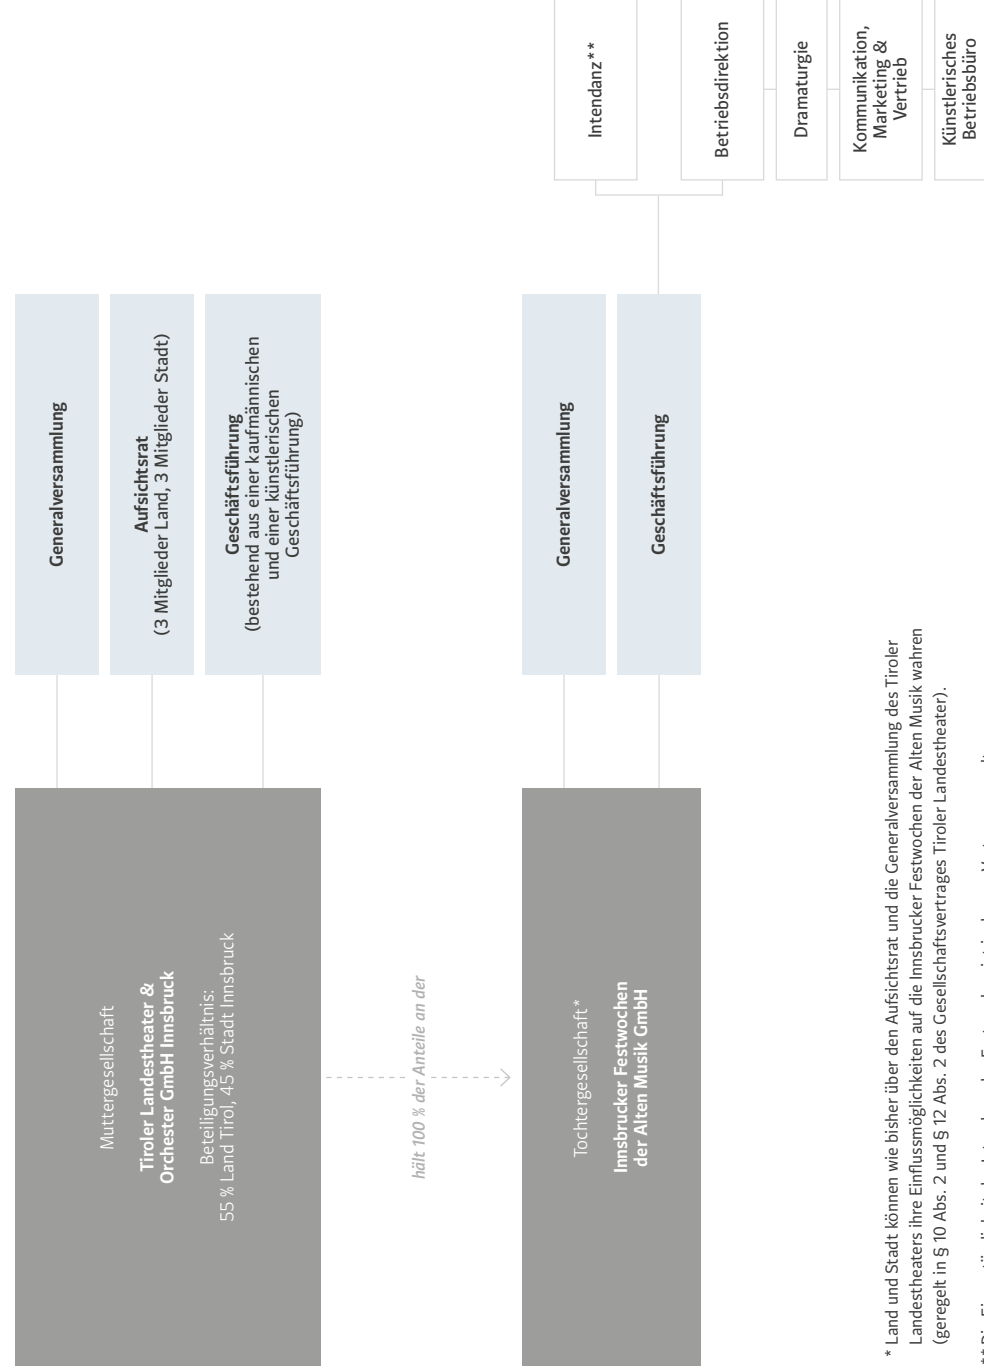 Muttergesellschaft
Tiroler Landestheater &
Orchester GmbH Innsbruck
Beteiligungsverhältnis:
55 % Land Tirol, 45 % Stadt Innsbruck
Generalversammlung
Aufsichtsrat
(3 Mitglieder Land, 3 Mitglieder Stadt)
Geschäftsführung
(bestehend aus einer kaufmännischen
und einer künstlerischen
Geschäftsführung)
hält 100 % der Anteile an der
Tochtergesellschaft*
Innsbrucker Festwochen
der Alten Musik GmbH
Generalversammlung
Geschäftsführung
Intendanz**
Betriebsdirektion
Dramaturgie
Kommunikation,
Marketing &
Vertrieb
Künstlerisches
Betriebsbüro
* Land und Stadt können wie bisher über den Aufsichtsrat und die Generalversammlung des Tiroler
Landestheaters ihre Einflussmöglichkeiten auf die Innsbrucker Festwochen der Alten Musik wahren
(geregelt in § 10 Abs. 2 und § 12 Abs. 2 des Gesellschaftsvertrages Tiroler Landestheater).